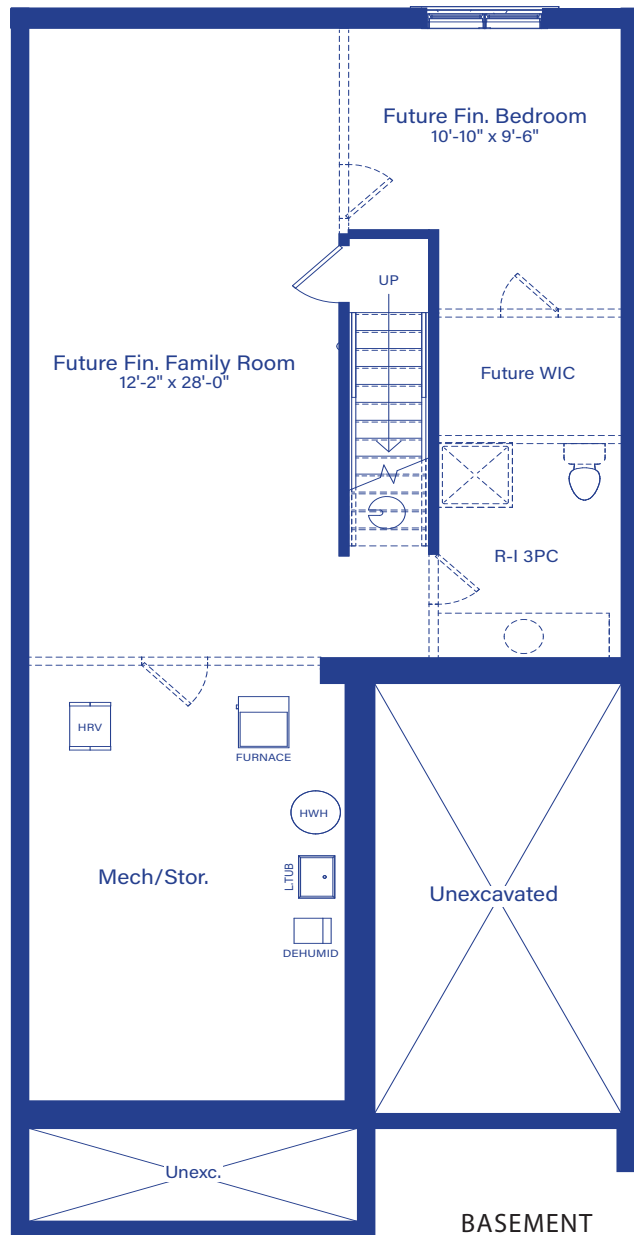 Future Fin. Bedroom
10'-10" x 9'-6"
UP
Future Fin. Family Room
12'-2" x 28'-0"
Future WIC
R-I 3PC
HRV
FURNACE
HWH
L.TUB
Mech/Stor.
Unexcavated
DEHUMID
Unexc.
BASEMENT